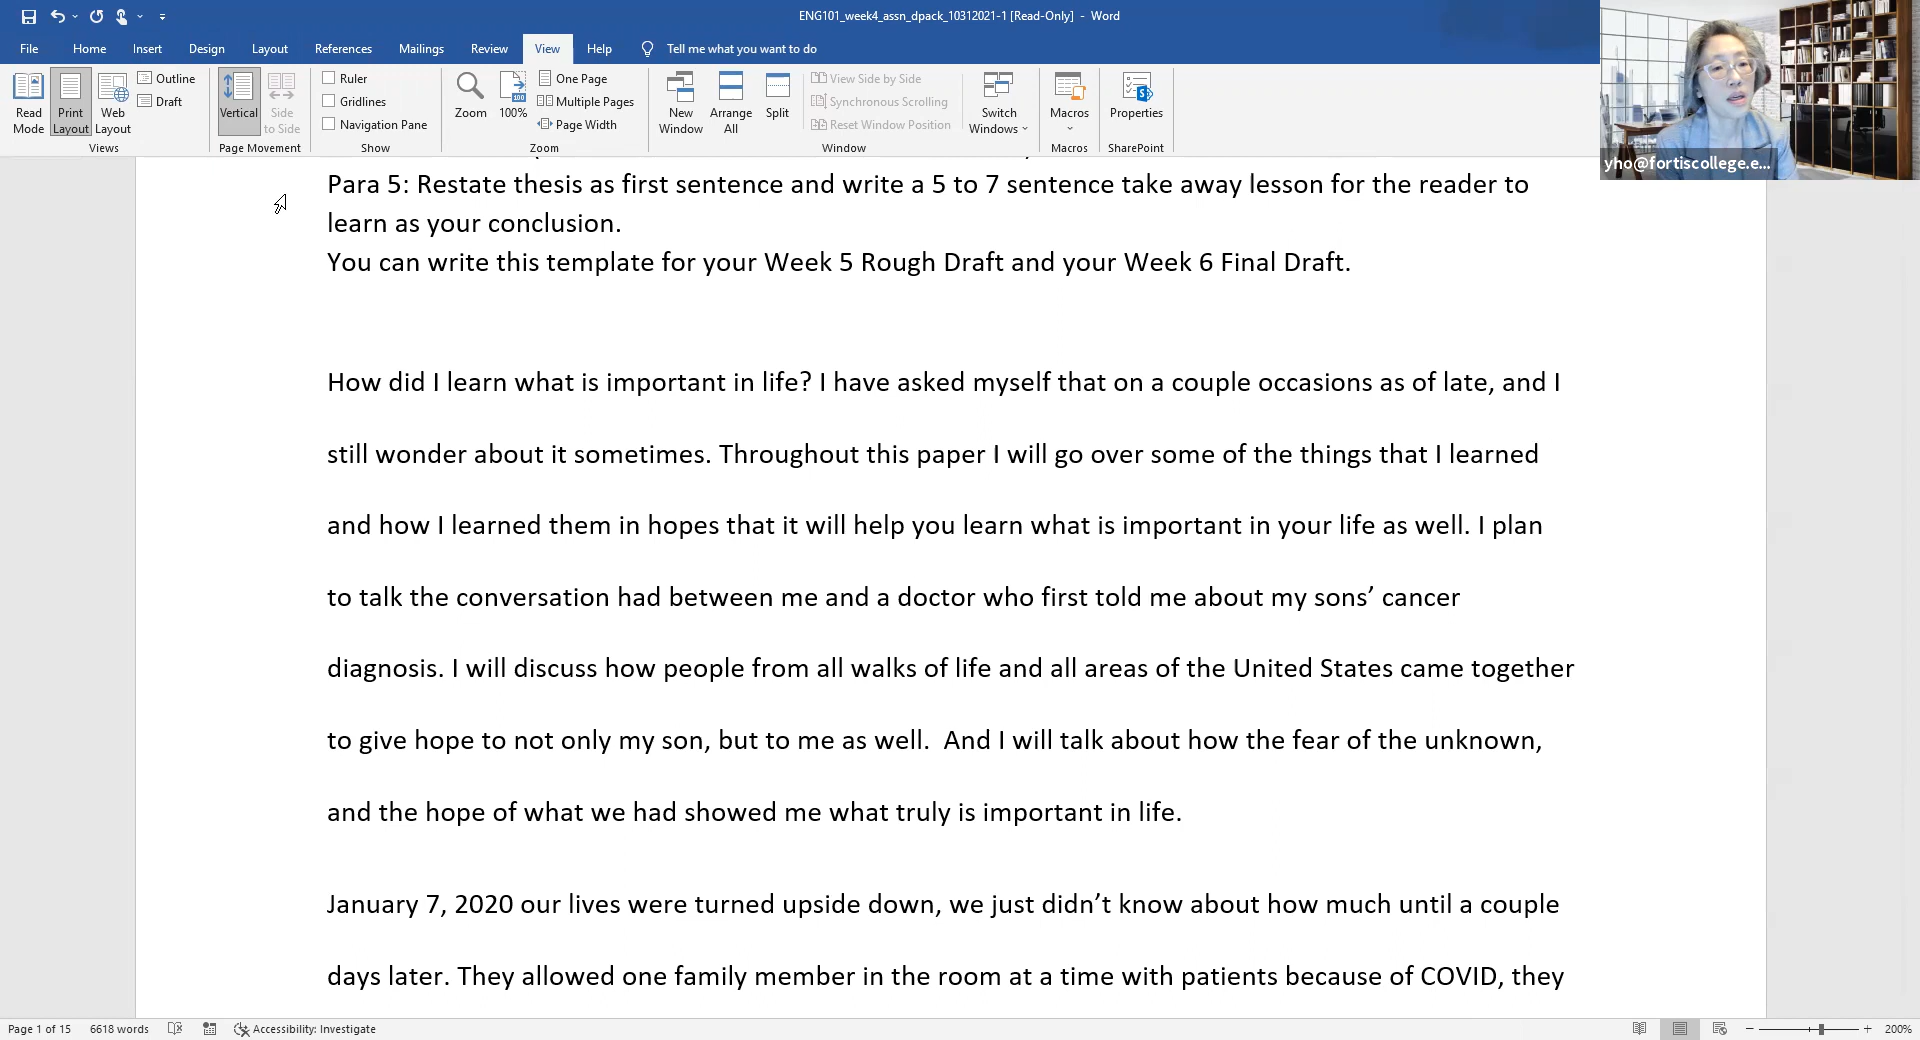 ENG101_week4_assn_dpack_10312021-1 [Read-Only] - Word
File Home Insert Design Layout References Mailings Review View Help Tell me what you want to do
Read Mode
Print Layout
Web Layout
Outline
Draft
Views
Vertical
Side to Side
Page Movement
Ruler
Gridlines
Navigation Pane
Show
Zoom
100
100%
One Page
Multiple Pages
Page Width
Zoom
New Window
Arrange All
Split
View Side by Side
Synchronous Scrolling
Reset Window Position
Switch Windows
Window
Macros
Macros
Properties
SharePoint
yho@fortiscollege.e...
Para 5: Restate thesis as first sentence and write a 5 to 7 sentence take away lesson for the reader to
learn as your conclusion.
You can write this template for your Week 5 Rough Draft and your Week 6 Final Draft.
How did I learn what is important in life? I have asked myself that on a couple occasions as of late, and I
still wonder about it sometimes. Throughout this paper I will go over some of the things that I learned
and how I learned them in hopes that it will help you learn what is important in your life as well. I plan
to talk the conversation had between me and a doctor who first told me about my sons’ cancer
diagnosis. I will discuss how people from all walks of life and all areas of the United States came together
to give hope to not only my son, but to me as well.  And I will talk about how the fear of the unknown,
and the hope of what we had showed me what truly is important in life.
January 7, 2020 our lives were turned upside down, we just didn’t know about how much until a couple
days later. They allowed one family member in the room at a time with patients because of COVID, they
Page 1 of 15 6618 words Accessibility: Investigate 200%